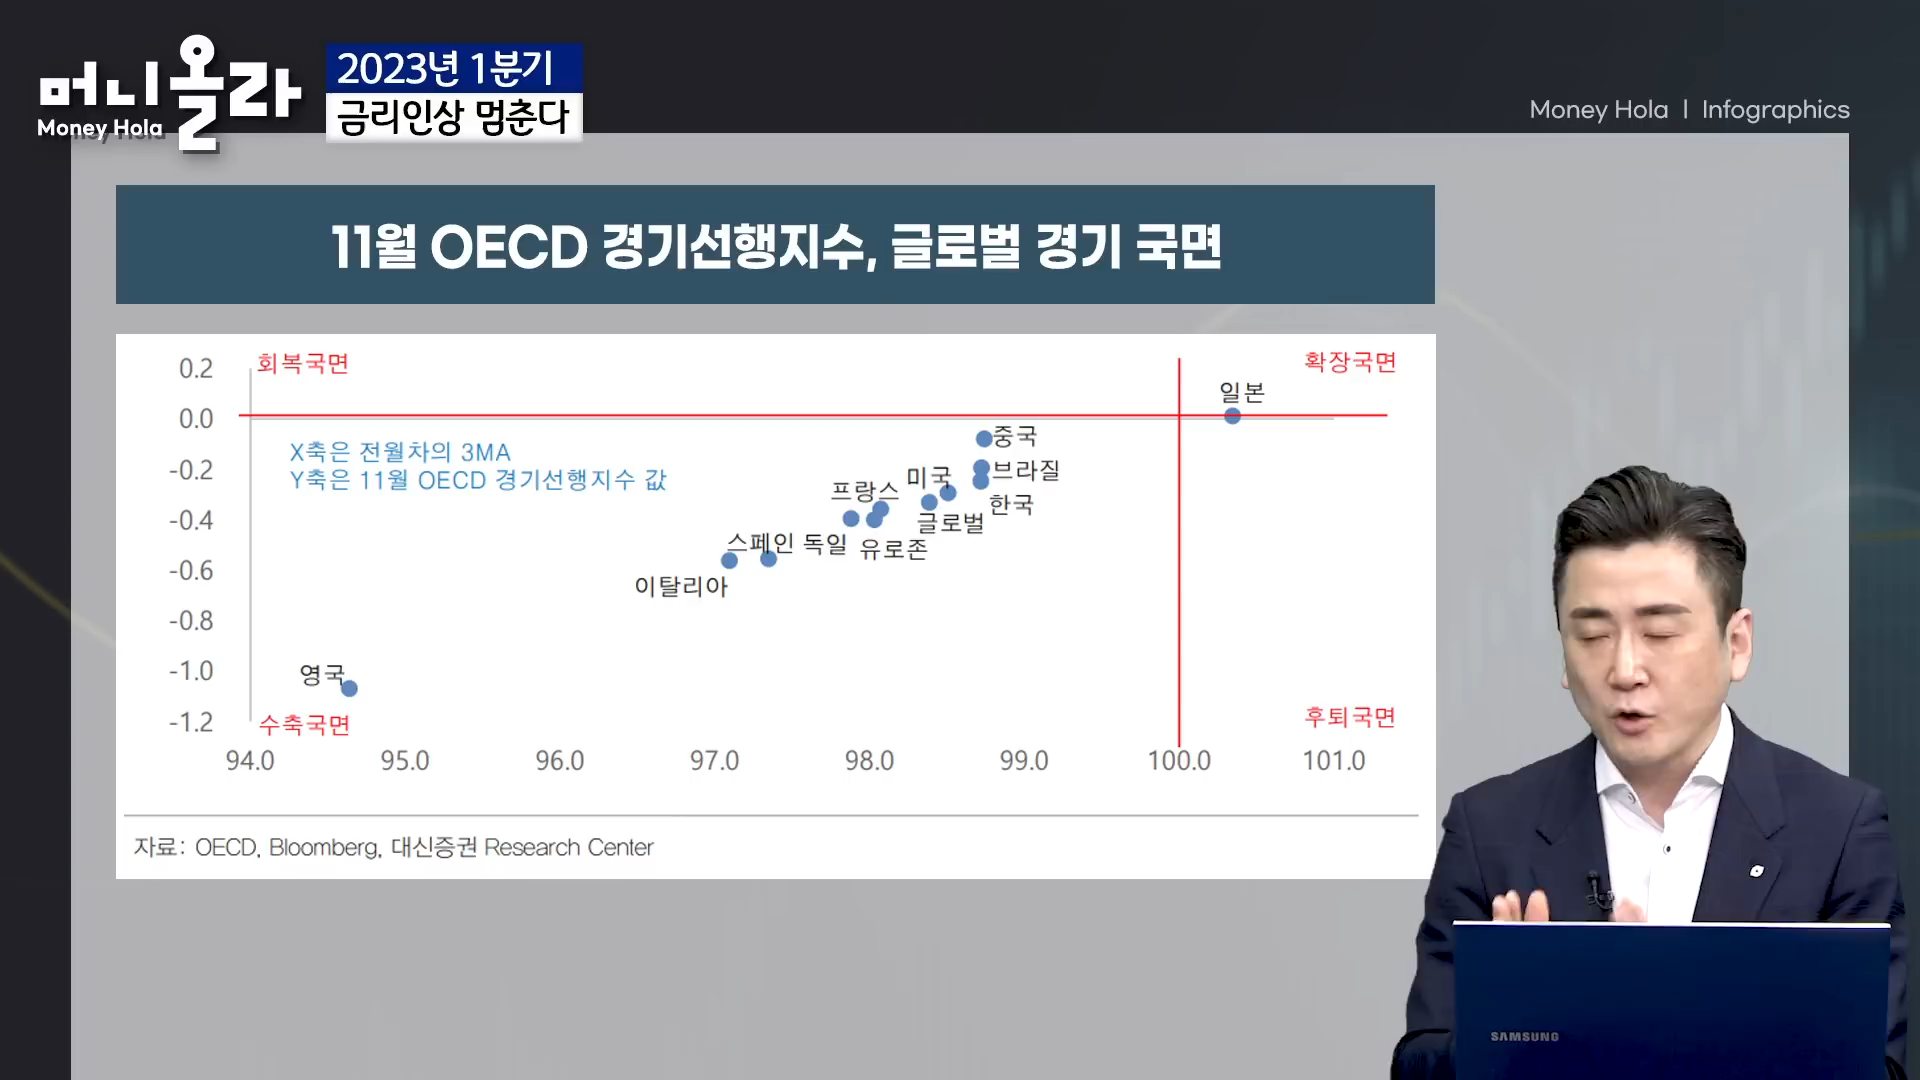 머니올라
Money Hola
2023년 1분기
금리인상 멈춘다
Money Hola | Infographics
11월 OECD 경기선행지수, 글로벌 경기 국면
0.2
0.0
-0.2
-0.4
-0.6
-0.8
-1.0
-1.2
회복국면
확장국면
X축은 전월차의 3MA
Y축은 11월 OECD 경기선행지수 값
일본
중국
브라질
미국
한국
프랑스
글로벌
스페인 독일 유로존
이탈리아
영국
수축국면
후퇴국면
94.0 95.0 96.0 97.0 98.0 99.0 100.0 101.0
자료: OECD, Bloomberg, 대신증권 Research Center
SAMSUNG